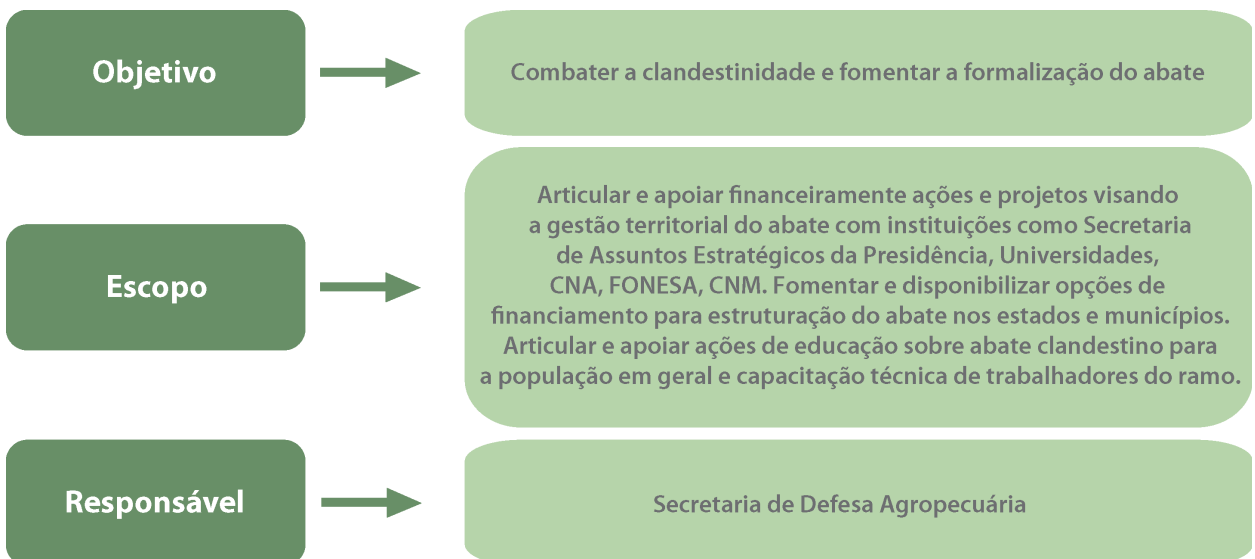 Objetivo
Combater a clandestinidade e fomentar a formalização do abate
Escopo
Articular e apoiar financeiramente ações e projetos visando
a gestão territorial do abate com instituições como Secretaria
de Assuntos Estratégicos da Presidência, Universidades,
CNA, FONESA, CNM. Fomentar e disponibilizar opções de
financiamento para estruturação do abate nos estados e municípios.
Articular e apoiar ações de educação sobre abate clandestino para
a população em geral e capacitação técnica de trabalhadores do ramo.
Responsável
Secretaria de Defesa Agropecuária